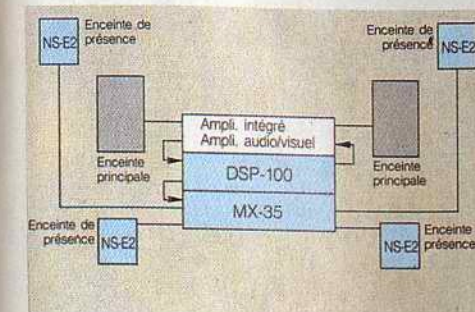 Enceinte de
présence
NS-E2
Enceinte de
présence
NS-E2
Ampli. intégré
Ampli. audio/visuel
DSP-100
MX-35
Enceinte
principale
Enceinte
principale
Enceinte de
présence
NS-E2
Enceinte
présence
NS-E2